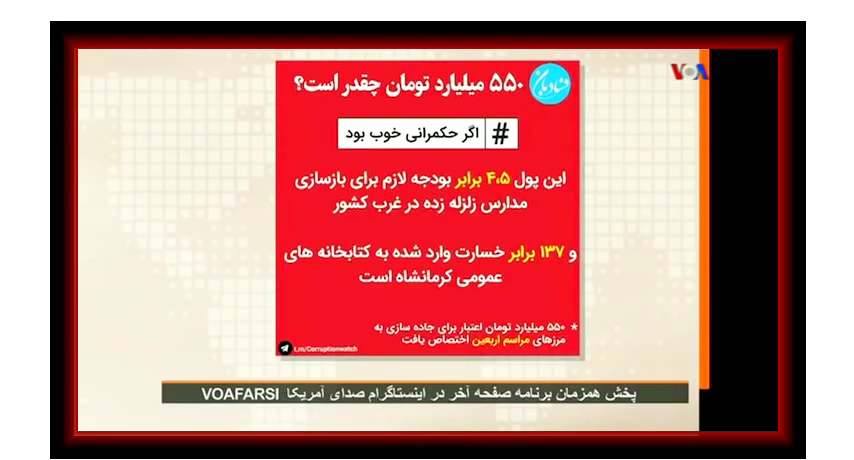 VOA
فسادبان
۵۵۰ میلیارد تومان چقدر است؟
# اگر حکمرانی خوب بود
این پول ۴،۵ برابر بودجه لازم برای بازسازی
مدارس زلزله زده در غرب کشور
و ۱۳۷ برابر خسارت وارد شده به کتابخانه های
عمومی کرمانشاه است
* ۵۵۰ میلیارد تومان اعتبار برای جاده سازی به
مرزهای مراسم اربعین اختصاص یافت
t.m/Corruptionwatch
پخش همزمان برنامه صفحه آخر در اینستاگرام صدای آمریکا VOAFARSI